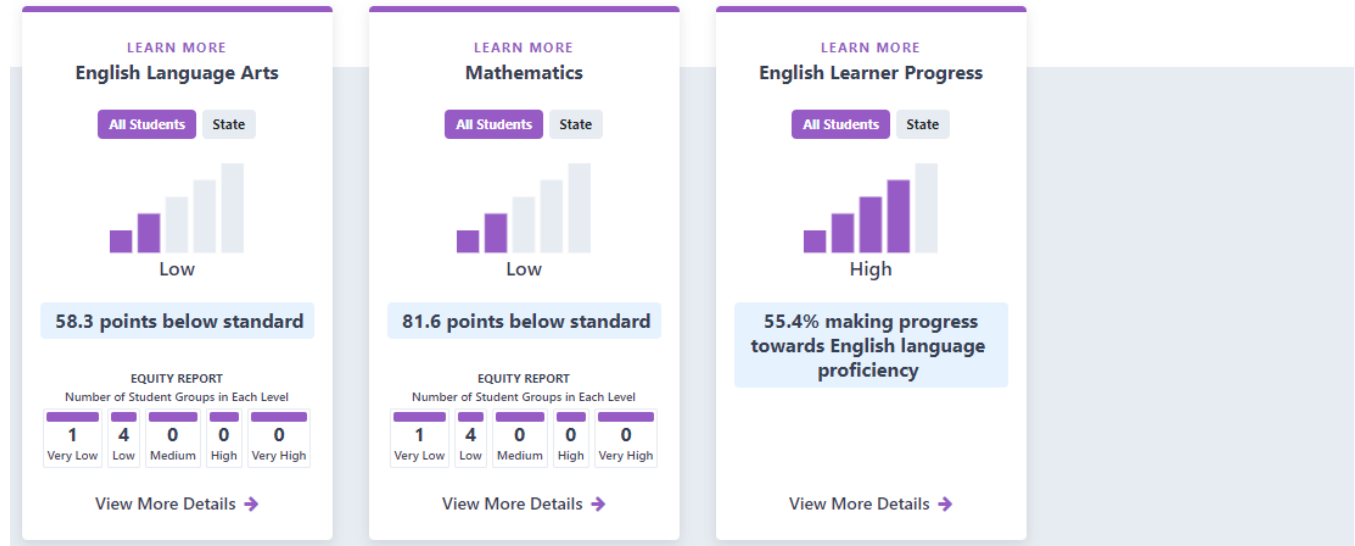 LEARN MORE
English Language Arts
All Students State
Low
58.3 points below standard
EQUITY REPORT
Number of Student Groups in Each Level
1 4 0 0 0
Very Low Low Medium High Very High
View More Details
LEARN MORE
Mathematics
All Students State
Low
81.6 points below standard
EQUITY REPORT
Number of Student Groups in Each Level
1 4 0 0 0
Very Low Low Medium High Very High
View More Details
LEARN MORE
English Learner Progress
All Students State
High
55.4% making progress
towards English language
proficiency
View More Details